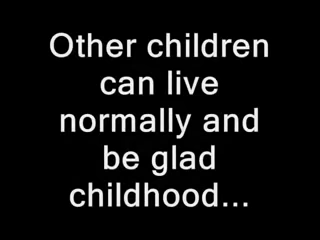 Other children
can live
normally and
be glad
childhood...